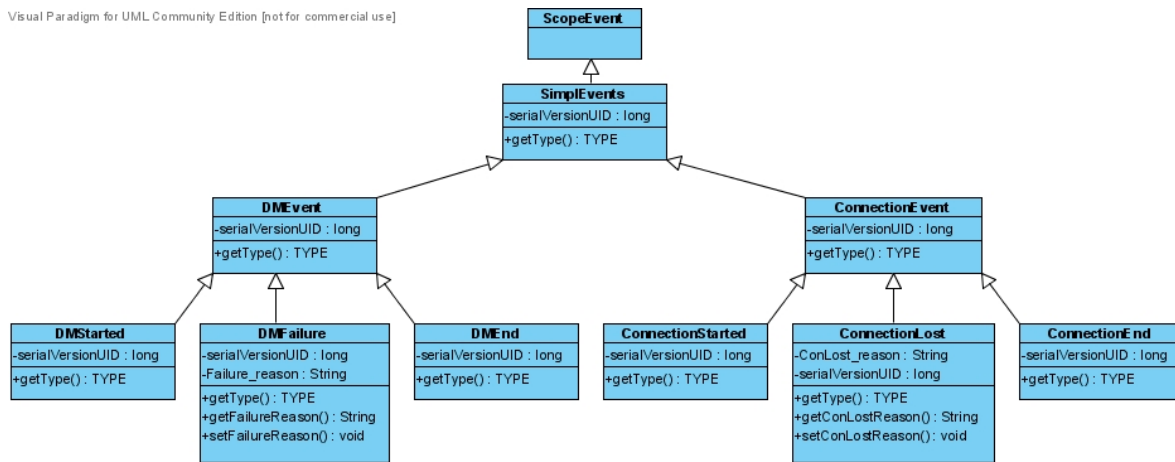 Visual Paradigm for UML Community Edition [not for commercial use]
ScopeEvent
SimplEvents
-serialVersionUID : long
+getType() : TYPE
DMEvent
-serialVersionUID : long
+getType() : TYPE
ConnectionEvent
-serialVersionUID : long
+getType() : TYPE
DMStarted
-serialVersionUID : long
+getType() : TYPE
DMFailure
-serialVersionUID : long
-Failure_reason : String
+getType() : TYPE
+getFailureReason() : String
+setFailureReason() : void
DMEnd
-serialVersionUID : long
+getType() : TYPE
ConnectionStarted
-serialVersionUID : long
+getType() : TYPE
ConnectionLost
-ConLost_reason : String
-serialVersionUID : long
+getType() : TYPE
+getConLostReason() : String
+setConLostReason() : void
ConnectionEnd
-serialVersionUID : long
+getType() : TYPE